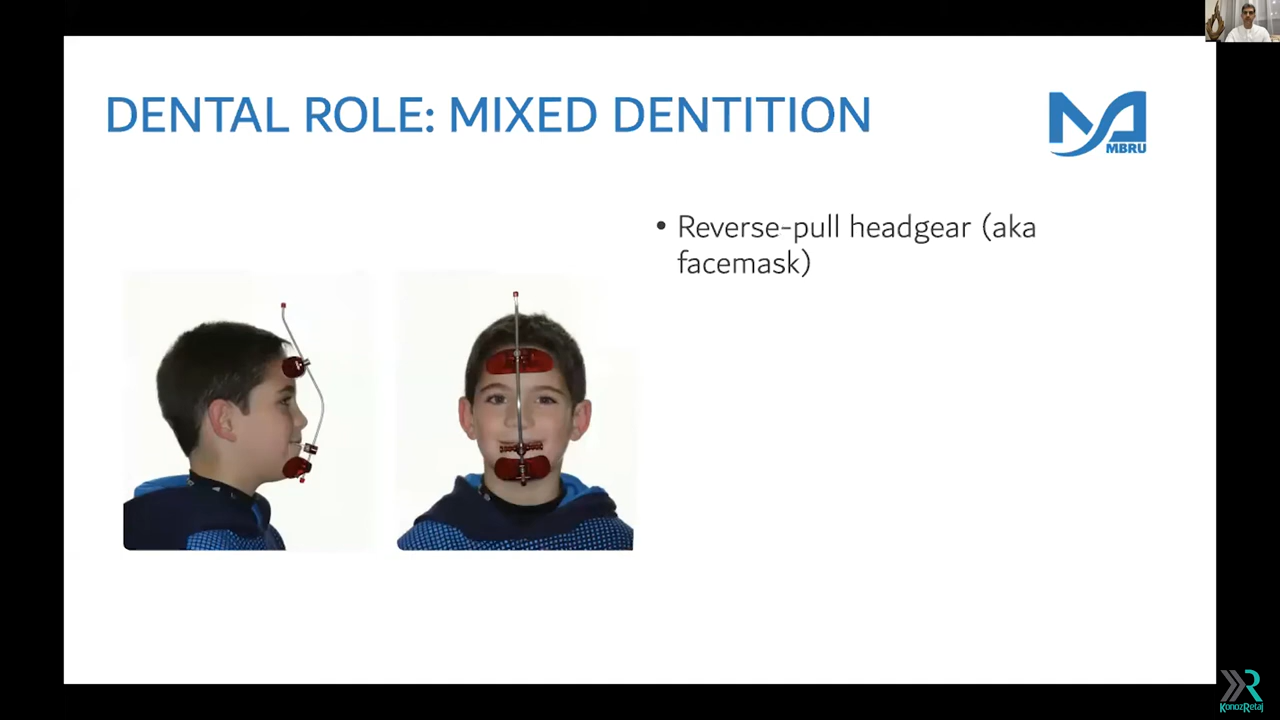 DENTAL ROLE: MIXED DENTITION
MBRU
• Reverse-pull headgear (aka
facemask)
KonozRetaj